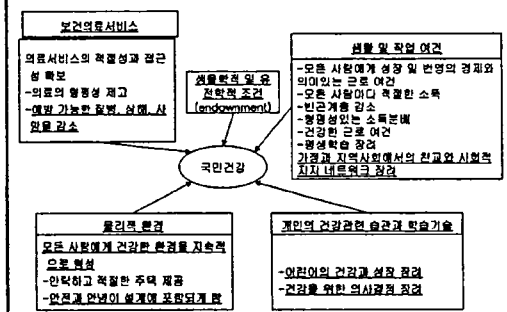 보건의료서비스
의료서비스의 적절성과 접근
성 확보
-의료의 형평성 제고
-예방 가능한 질병, 상해, 사
망을 감소
생물학적 및 유
전학적 조건
(endownment)
생활 및 작업 여건
-모든 사람에게 성장 및 번영의 경제와
의미있는 근로 여건
-모든 사람마다 적절한 소득
-빈곤계층 감소
-형평성있는 소득분배
-건강한 근로 여건
-평생학습 장려
가정과 지역사회에서의 친교와 사회적
지지 네트워크 장려
국민건강
물리적 환경
모든 사람에게 건강한 환경을 지속적
으로 형성
-안락하고 적절한 주택 제공
-안전과 안녕이 설계에 포함되게 함
개인의 건강관련 습관과 학습기술
-어린이의 건강과 성장 장려
-건강을 위한 의사결정 장려